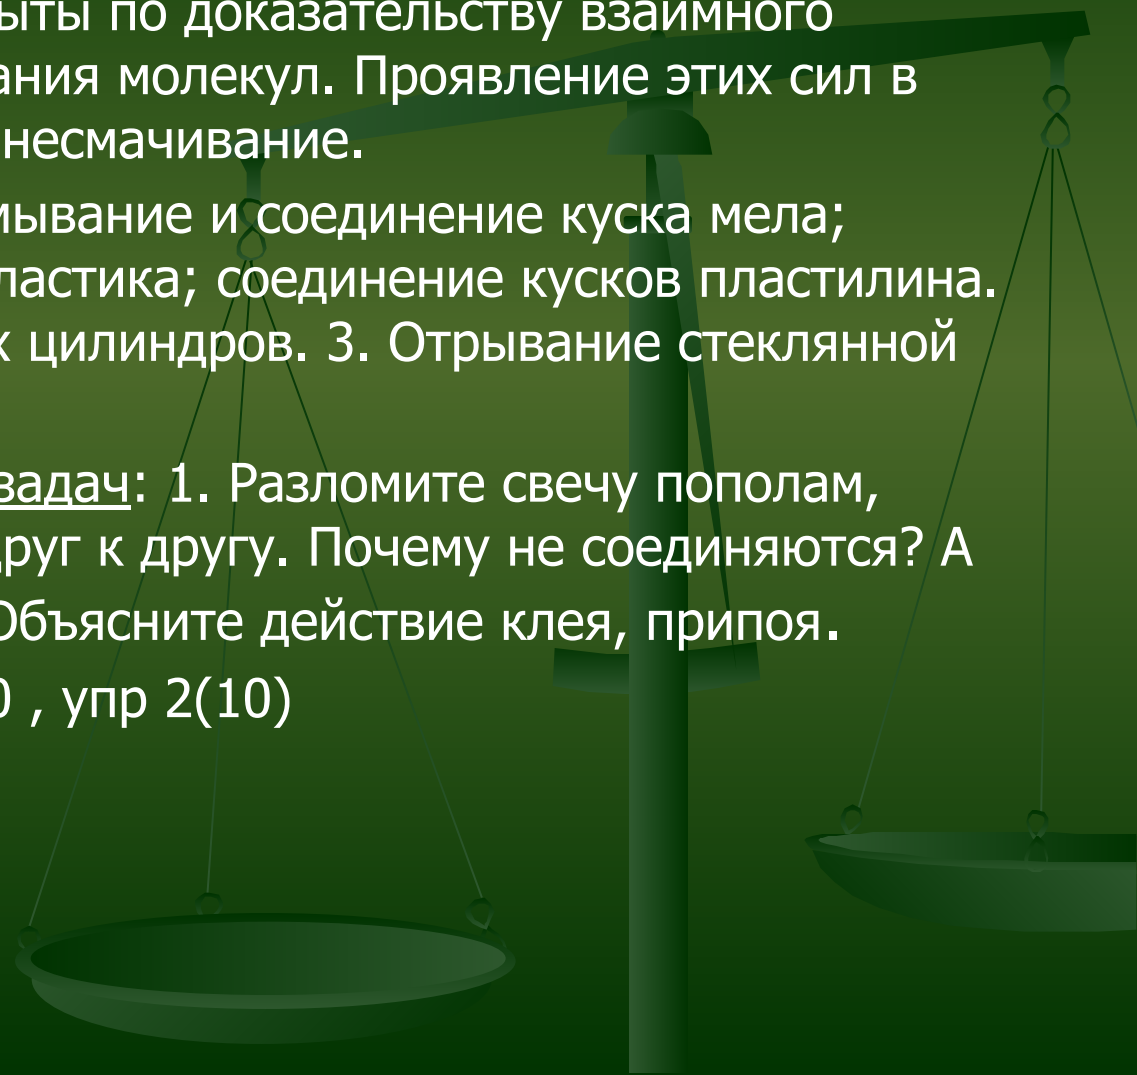 ыты по доказательству взаимного
ания молекул. Проявление этих сил в
несмачивание.
мывание и соединение куска мела;
ластика; соединение кусков пластилина.
х цилиндров. 3. Отрывание стеклянной
задач: 1. Разломите свечу пополам,
друг к другу. Почему не соединяются? А
Объясните действие клея, припоя.
0 , упр 2(10)